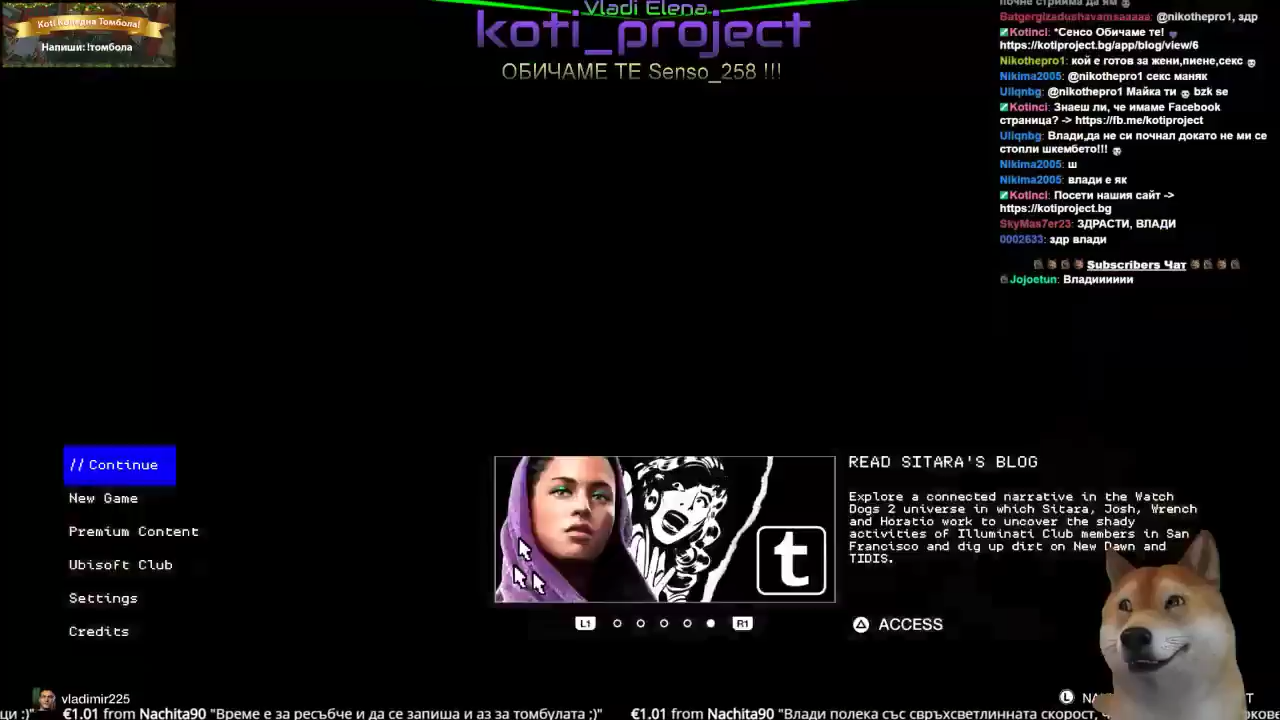 Koti Коледна Томбола!
Напиши: !томбола
Vladi Elena
koti_project
ОБИЧАМЕ ТЕ Senso_258 !!!
почне стрийма да ям
Batgergizadushavamsaaaaa: @nikothepro1, здр
Kotinci: *Сенсо Обичаме те!
https://kotiproject.bg/app/blog/view/6
Nikothepro1: кой е готов за жени,пиене,секс
Nikima2005: @nikothepro1 секс маняк
Uliqnbg: @nikothepro1 Майка ти bzk se
Kotinci: Знаеш ли, че имаме Facebook
страница? -> https://fb.me/kotiproject
Uliqnbg: Влади,да не си почнал докато не ми се
стопли шкембето!!!
Nikima2005: ш
Nikima2005: влади е як
Kotinci: Посети нашия сайт ->
https://kotiproject.bg
SkyMas7er23: ЗДРАСТИ, ВЛАДИ
0002633: здр влади
Subscribers Чат
Jojoetun: Владииииии
// Continue
New Game
Premium Content
Ubisoft Club
Settings
Credits
t
L1
R1
READ SITARA'S BLOG
Explore a connected narrative in the Watch
Dogs 2 universe in which Sitara, Josh, Wrench
and Horatio work to uncover the shady
activities of Illuminati Club members in San
Francisco and dig up dirt on New Dawn and
TIDIS.
ACCESS
vladimir225
L
ци :)" €1.01 from Nachita90 "Време е за ресъбче и да се запиша и аз за томбулата ;)" €1.01 from Nachita90 "Влади полека със свръхсветлинната скорост,